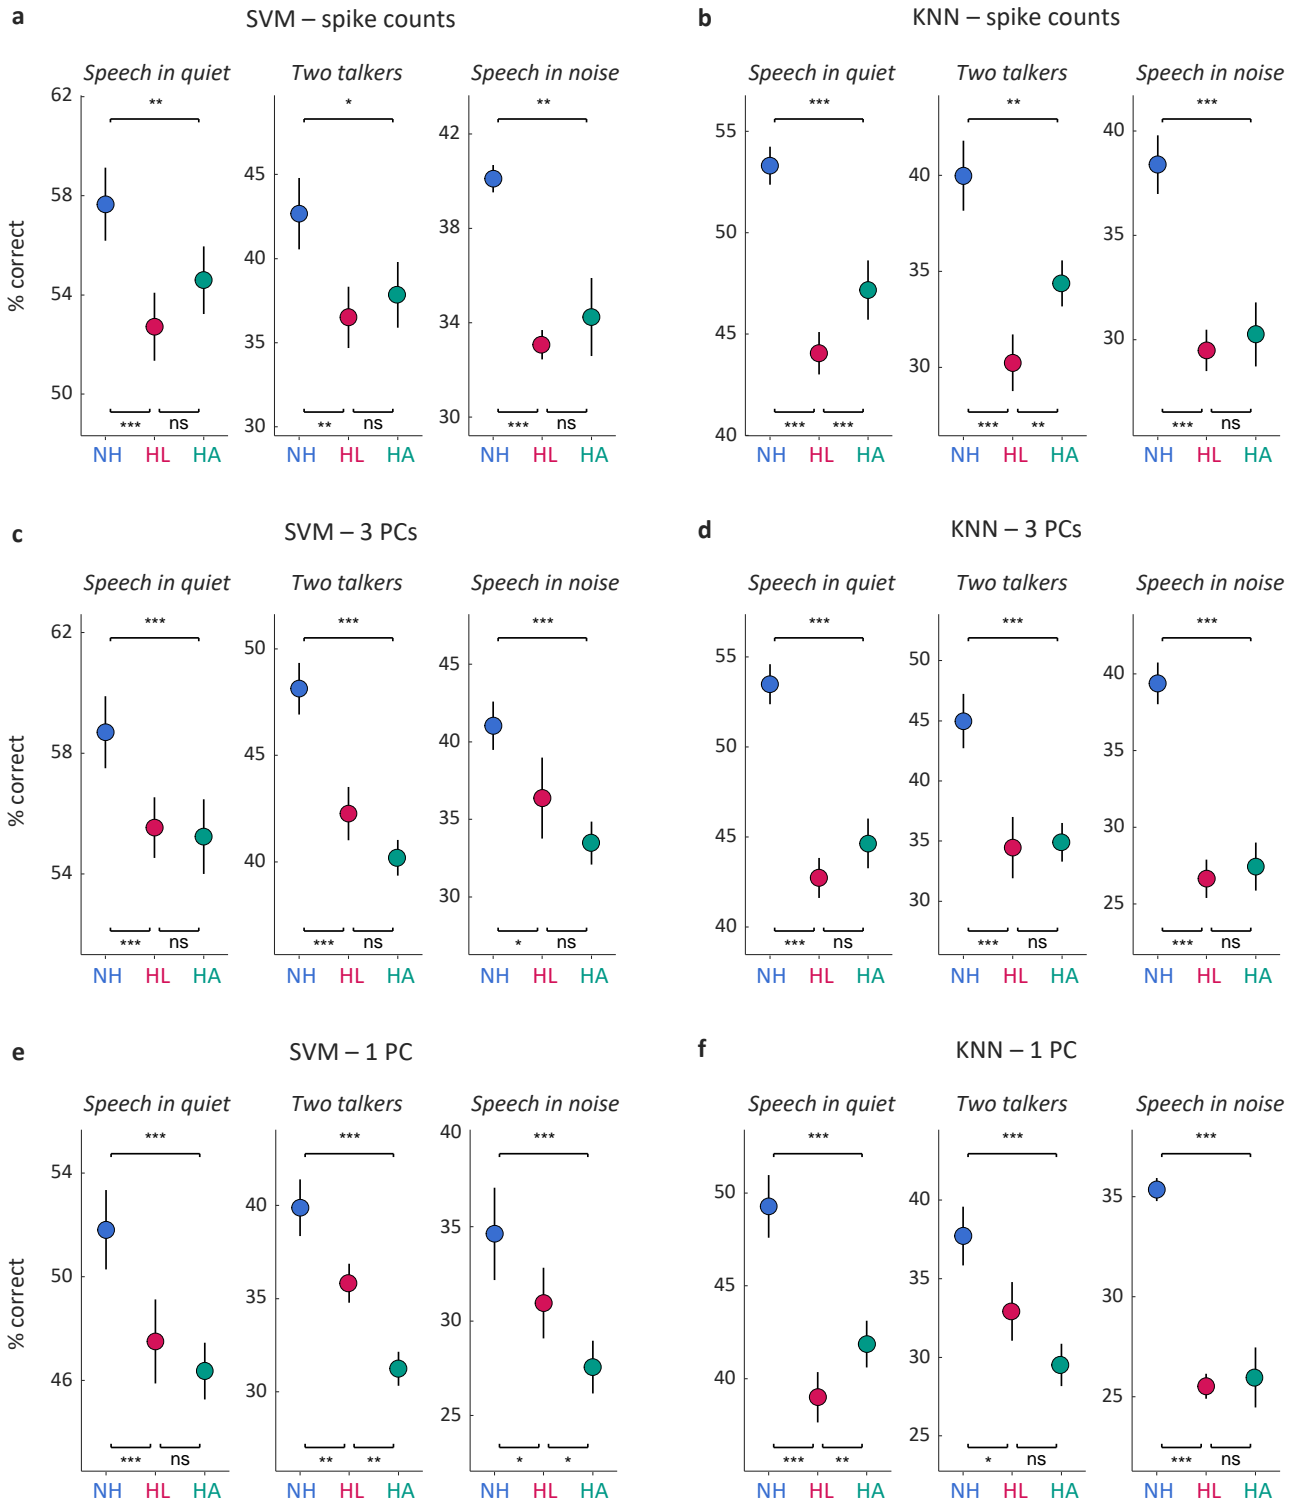 a SVM – spike counts
Speech in quiet Two talkers Speech in noise
% correct
62
58
54
50
**
***
ns
NH HL HA
45
40
35
30
*
**
ns
NH HL HA
42
38
34
30
**
***
ns
NH HL HA
b KNN – spike counts
Speech in quiet Two talkers Speech in noise
55
50
45
40
***
*** ***
NH HL HA
40
35
30
**
*** **
NH HL HA
40
35
30
***
***
ns
NH HL HA
c SVM – 3 PCs
Speech in quiet Two talkers Speech in noise
% correct
62
58
54
***
***
ns
NH HL HA
50
45
40
***
***
ns
NH HL HA
45
40
35
30
***
*
ns
NH HL HA
d KNN – 3 PCs
Speech in quiet Two talkers Speech in noise
55
50
45
40
***
***
ns
NH HL HA
50
45
40
35
30
***
***
ns
NH HL HA
40
35
30
25
***
***
ns
NH HL HA
e SVM – 1 PC
Speech in quiet Two talkers Speech in noise
% correct
54
50
46
***
***
ns
NH HL HA
40
35
30
***
** **
NH HL HA
40
35
30
25
***
* *
NH HL HA
f KNN – 1 PC
Speech in quiet Two talkers Speech in noise
50
45
40
***
*** **
NH HL HA
40
35
30
25
***
*
ns
NH HL HA
35
30
25
***
***
ns
NH HL HA